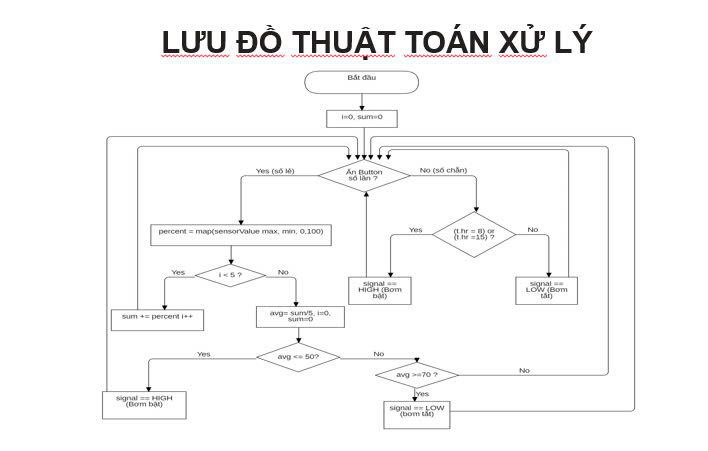 LƯU ĐỒ THUẬT TOÁN XỬ LÝ
Bắt đầu
i=0, sum=0
Ấn Button
số lần ?
Yes (số lẻ)
No (số chẵn)
percent = map(sensorValue max, min, 0,100)
(t.hr = 8) or
(t.hr =15) ?
Yes
No
i < 5 ?
Yes
No
signal ==
HIGH (Bơm
bật)
signal ==
LOW (Bơm
tắt)
sum += percent i++
avg= sum/5, i=0,
sum=0
avg <= 50?
Yes
No
avg >=70 ?
No
Yes
signal == HIGH
(Bơm bật)
signal == LOW
(bơm tắt)